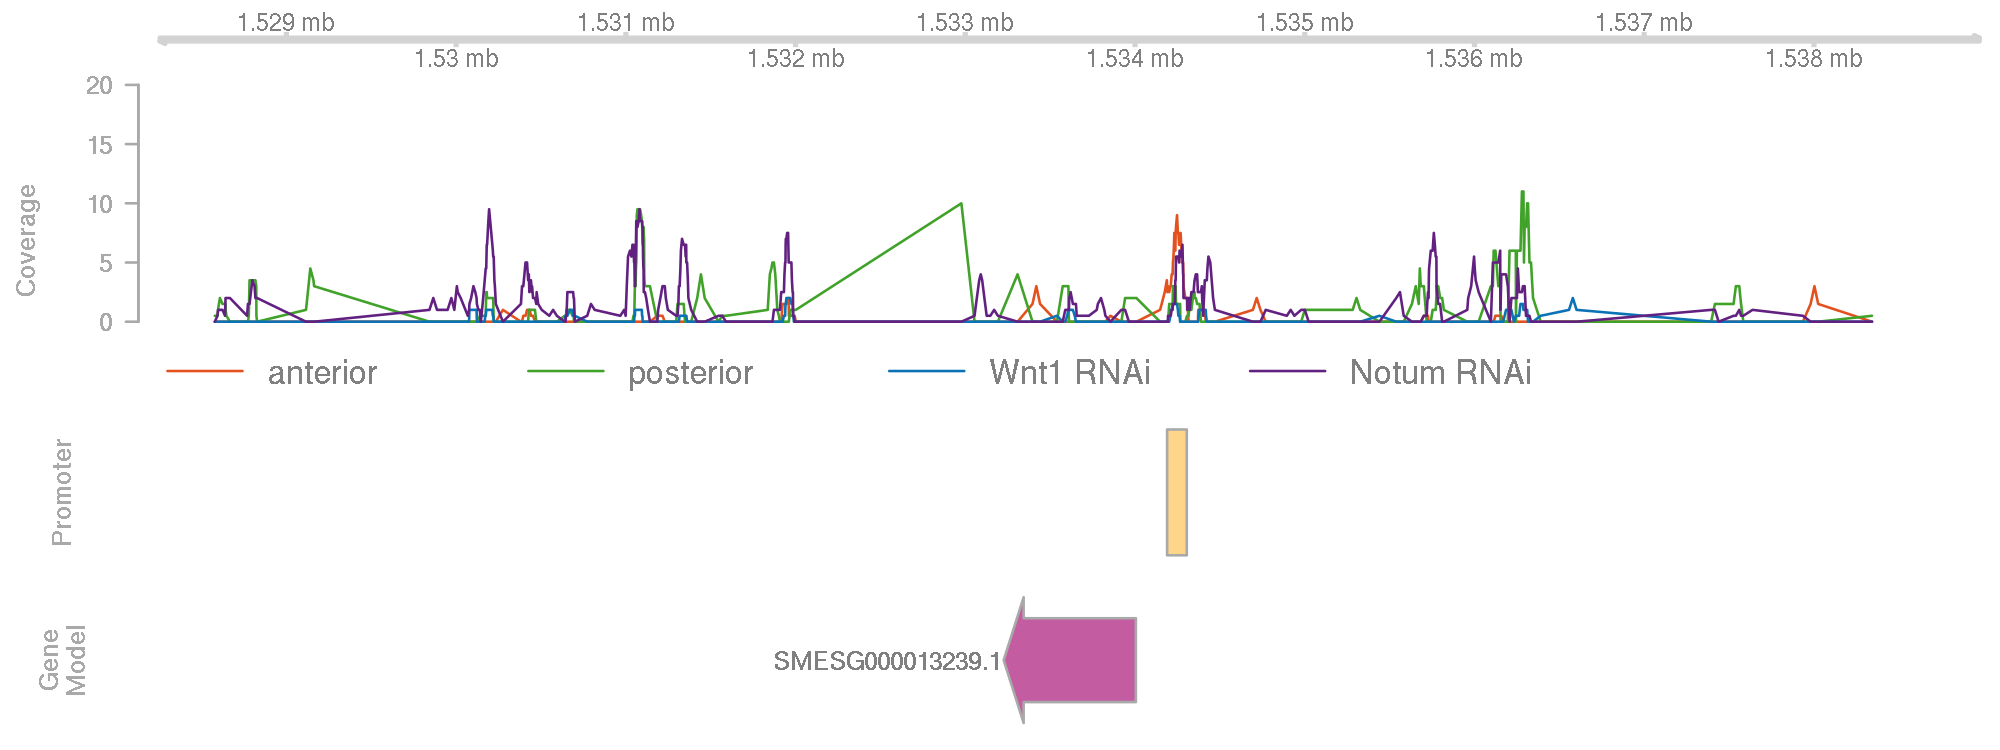 1.529 mb 1.531 mb 1.533 mb 1.535 mb 1.537 mb
1.53 mb 1.532 mb 1.534 mb 1.536 mb 1.538 mb
20
15
10
5
0
Coverage
anterior posterior Wnt1 RNAi Notum RNAi
Promoter
Gene
Model
SMESG000013239.1